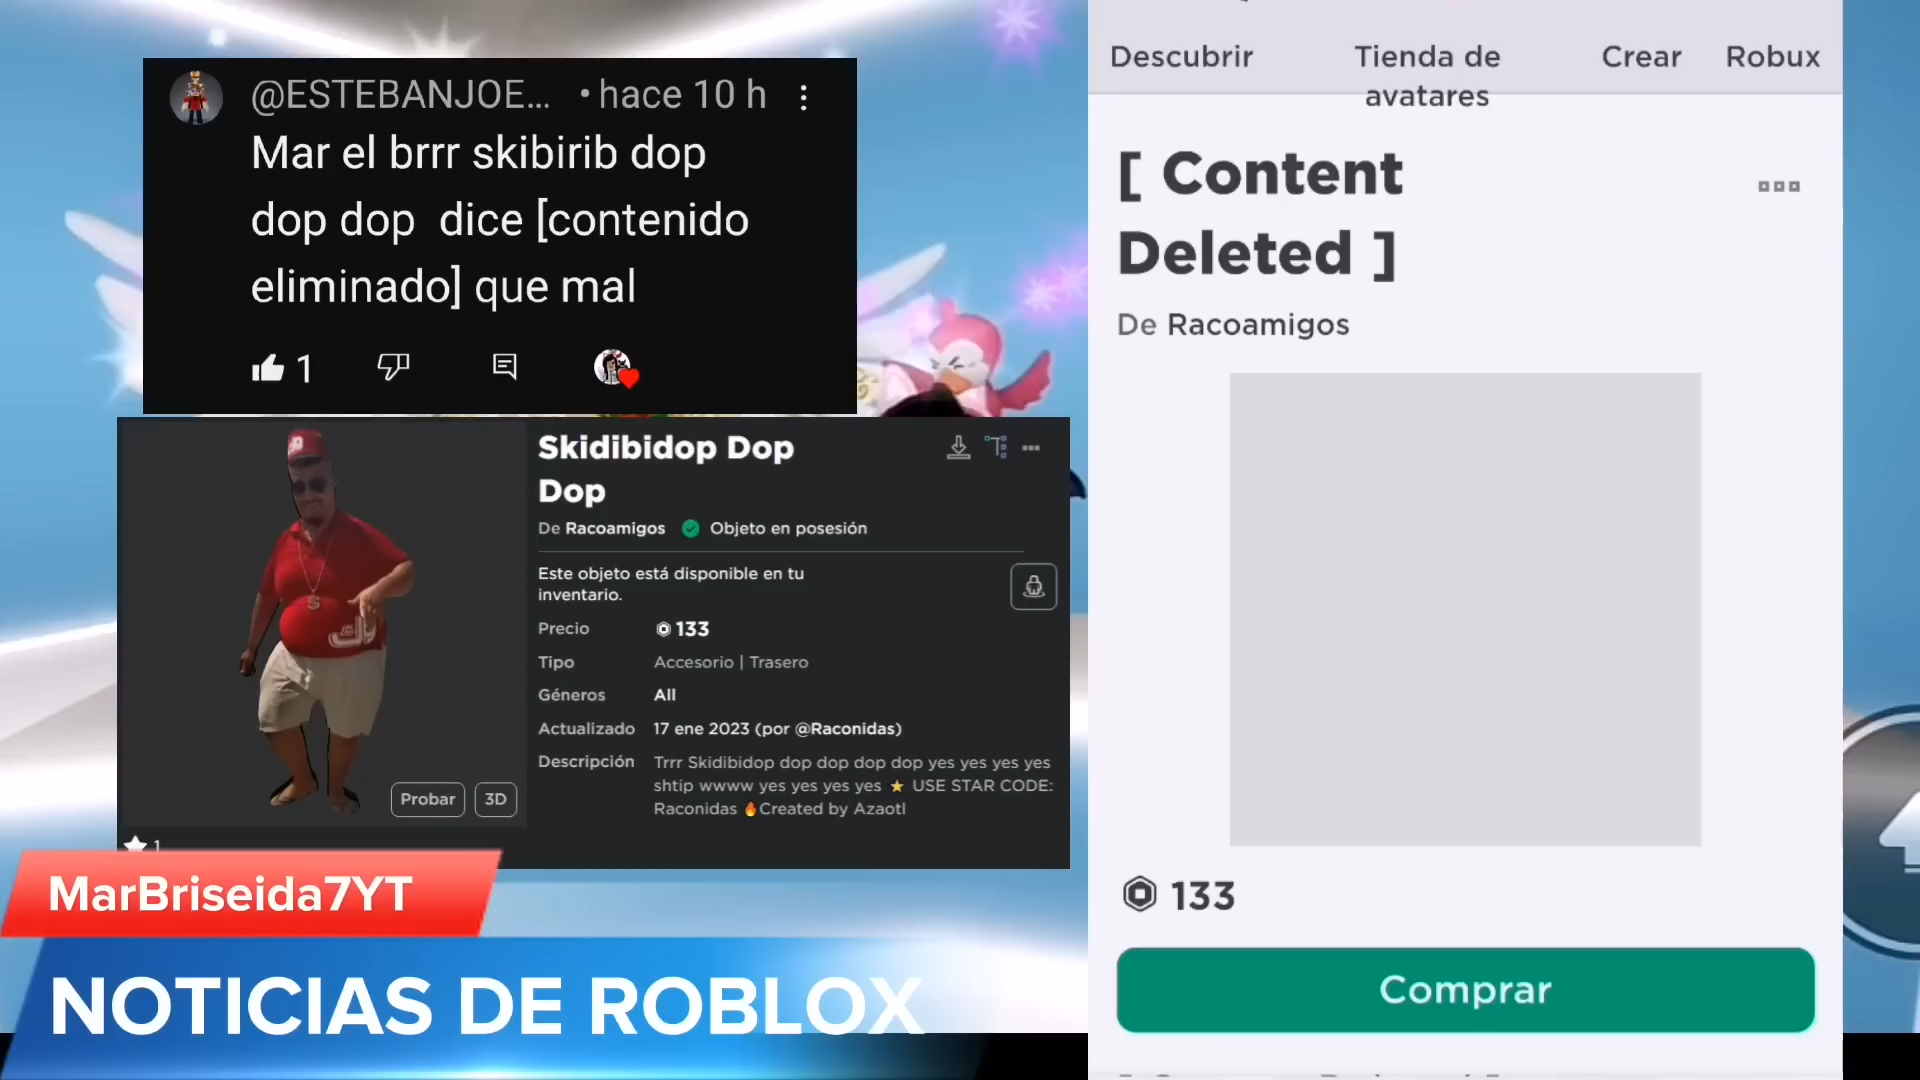 @ESTEBANJOE... • hace 10 h
Mar el brrr skibirib dop
dop dop  dice [contenido
eliminado] que mal
1
Skidibidop Dop
Dop
De Racoamigos Objeto en posesión
Este objeto está disponible en tu
inventario.
Precio 133
Tipo Accesorio | Trasero
Géneros All
Actualizado 17 ene 2023 (por @Raconidas)
Descripción Trrr Skidibidop dop dop dop dop yes yes yes yes
shtip wwww yes yes yes yes ⭐ USE STAR CODE:
Raconidas 🔥Created by Azaotl
Probar 3D
1
MarBriseida7YT
NOTICIAS DE ROBLOX
Descubrir Tienda de avatares Crear Robux
[ Content
Deleted ]
De Racoamigos
133
Comprar